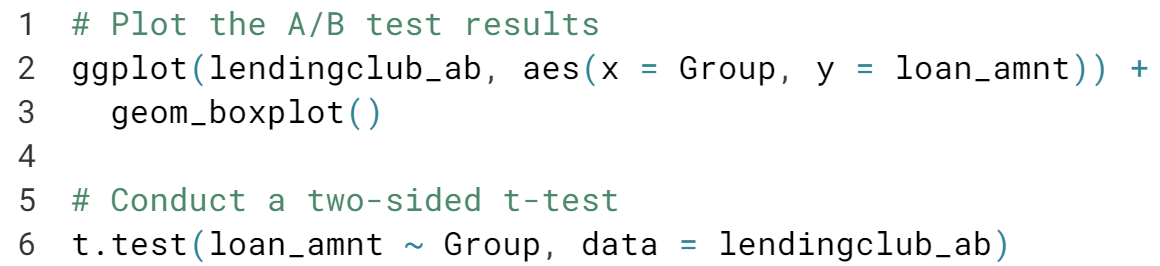 1 # Plot the A/B test results
2 ggplot(lendingclub_ab, aes(x = Group, y = loan_amnt)) +
3   geom_boxplot()
4
5 # Conduct a two-sided t-test
6 t.test(loan_amnt ~ Group, data = lendingclub_ab)